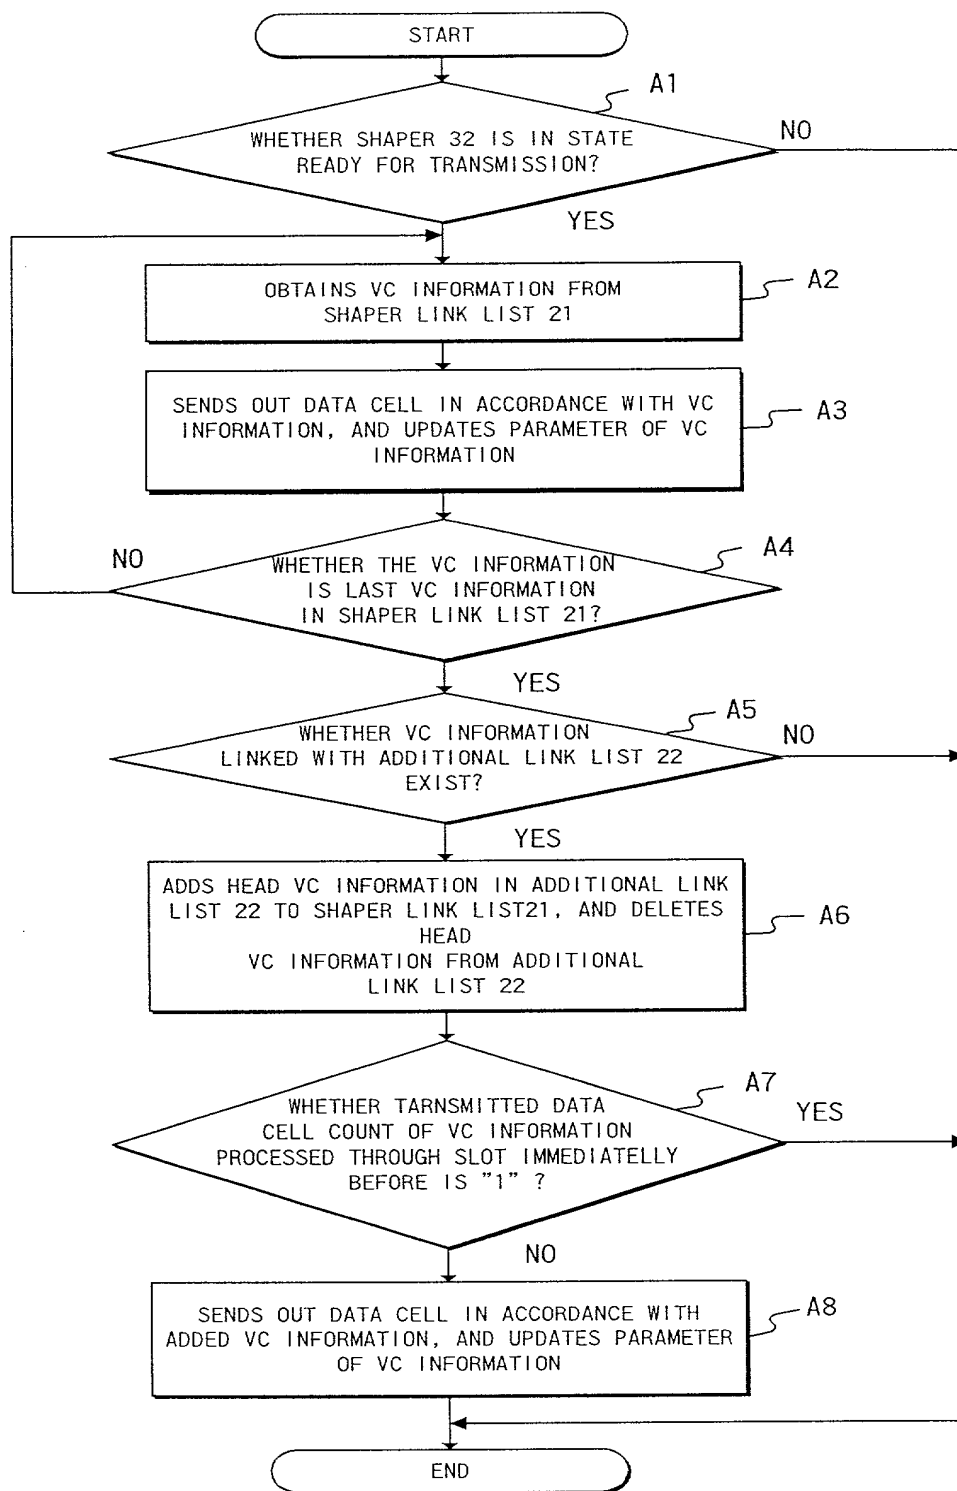 START
A1
WHETHER SHAPER 32 IS IN STATE
READY FOR TRANSMISSION?
NO
YES
OBTAINS VC INFORMATION FROM
SHAPER LINK LIST 21
A2
SENDS OUT DATA CELL IN ACCORDANCE WITH VC
INFORMATION, AND UPDATES PARAMETER OF VC
INFORMATION
A3
NO
WHETHER THE VC INFORMATION
IS LAST VC INFORMATION
IN SHAPER LINK LIST 21?
A4
YES
A5
WHETHER VC INFORMATION
LINKED WITH ADDITIONAL LINK LIST 22
EXIST?
NO
YES
ADDS HEAD VC INFORMATION IN ADDITIONAL LINK
LIST 22 TO SHAPER LINK LIST21, AND DELETES
HEAD
VC INFORMATION FROM ADDITIONAL
LINK LIST 22
A6
A7
WHETHER TARNSMITTED DATA
CELL COUNT OF VC INFORMATION
PROCESSED THROUGH SLOT IMMEDIATELLY
BEFORE IS "1" ?
YES
NO
SENDS OUT DATA CELL IN ACCORDANCE WITH
ADDED VC INFORMATION, AND UPDATES PARAMETER
OF VC INFORMATION
A8
END